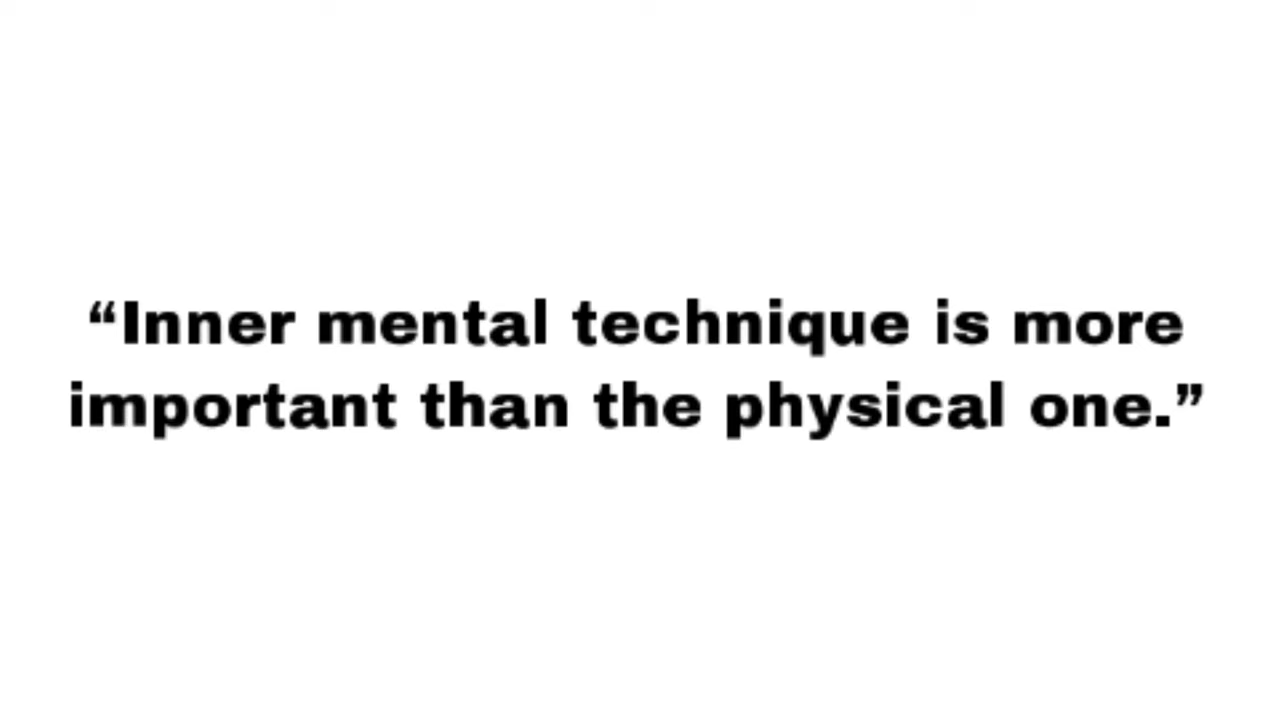 “Inner mental technique is more
important than the physical one.”